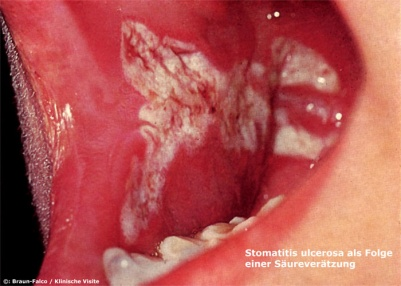 Stomatitis ulcerosa als Folge
einer Säureverätzung
©: Braun-Falco / Klinische Visite